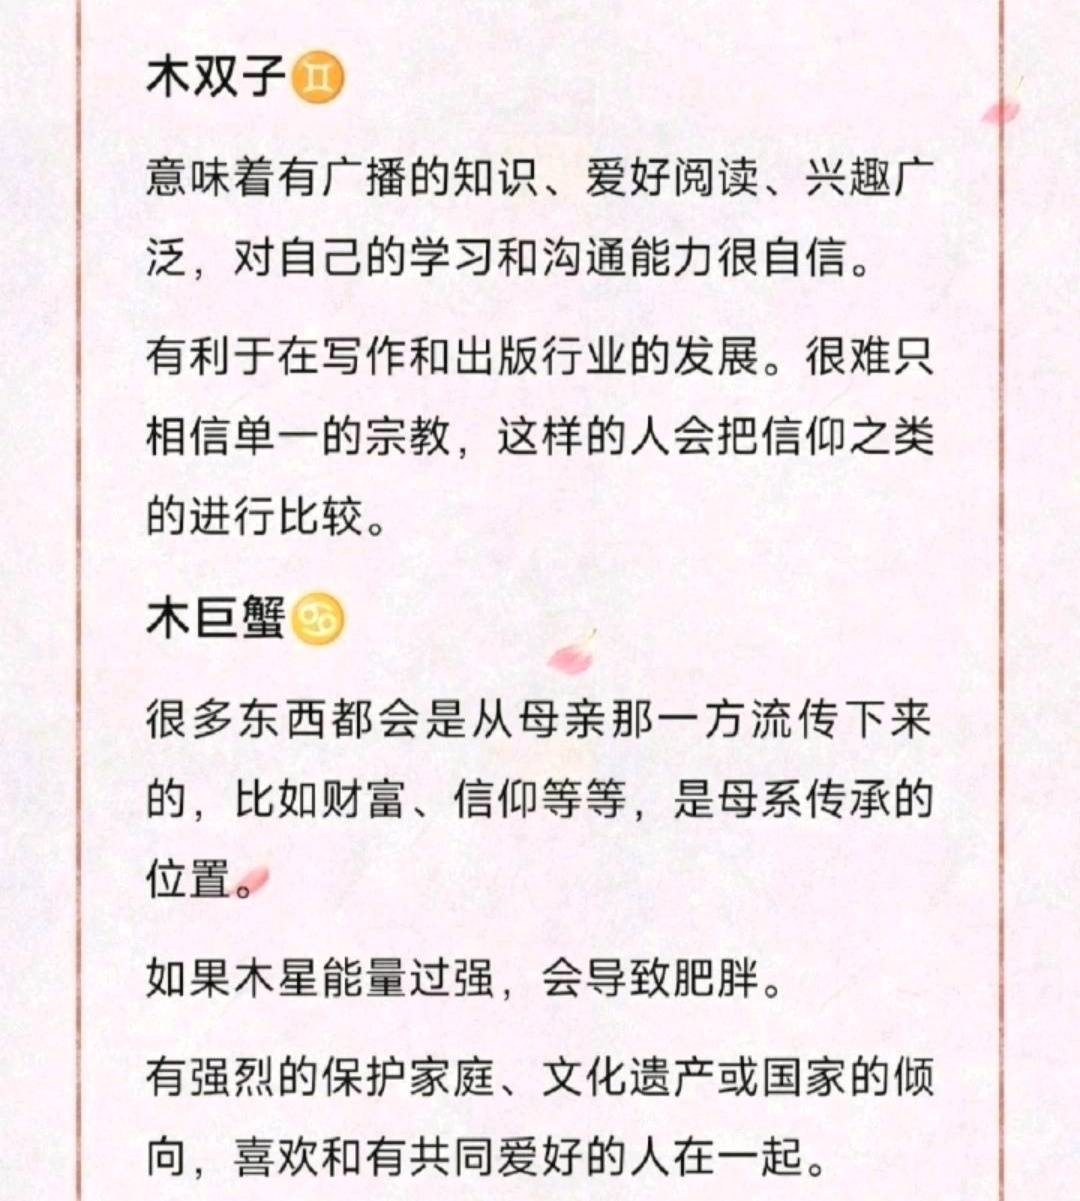 木双子♊
意味着有广播的知识、爱好阅读、兴趣广
泛，对自己的学习和沟通能力很自信。
有利于在写作和出版行业的发展。很难只
相信单一的宗教，这样的人会把信仰之类
的进行比较。
木巨蟹♋
很多东西都会是从母亲那一方流传下来
的，比如财富、信仰等等，是母系传承的
位置。
如果木星能量过强，会导致肥胖。
有强烈的保护家庭、文化遗产或国家的倾
向，喜欢和有共同爱好的人在一起。